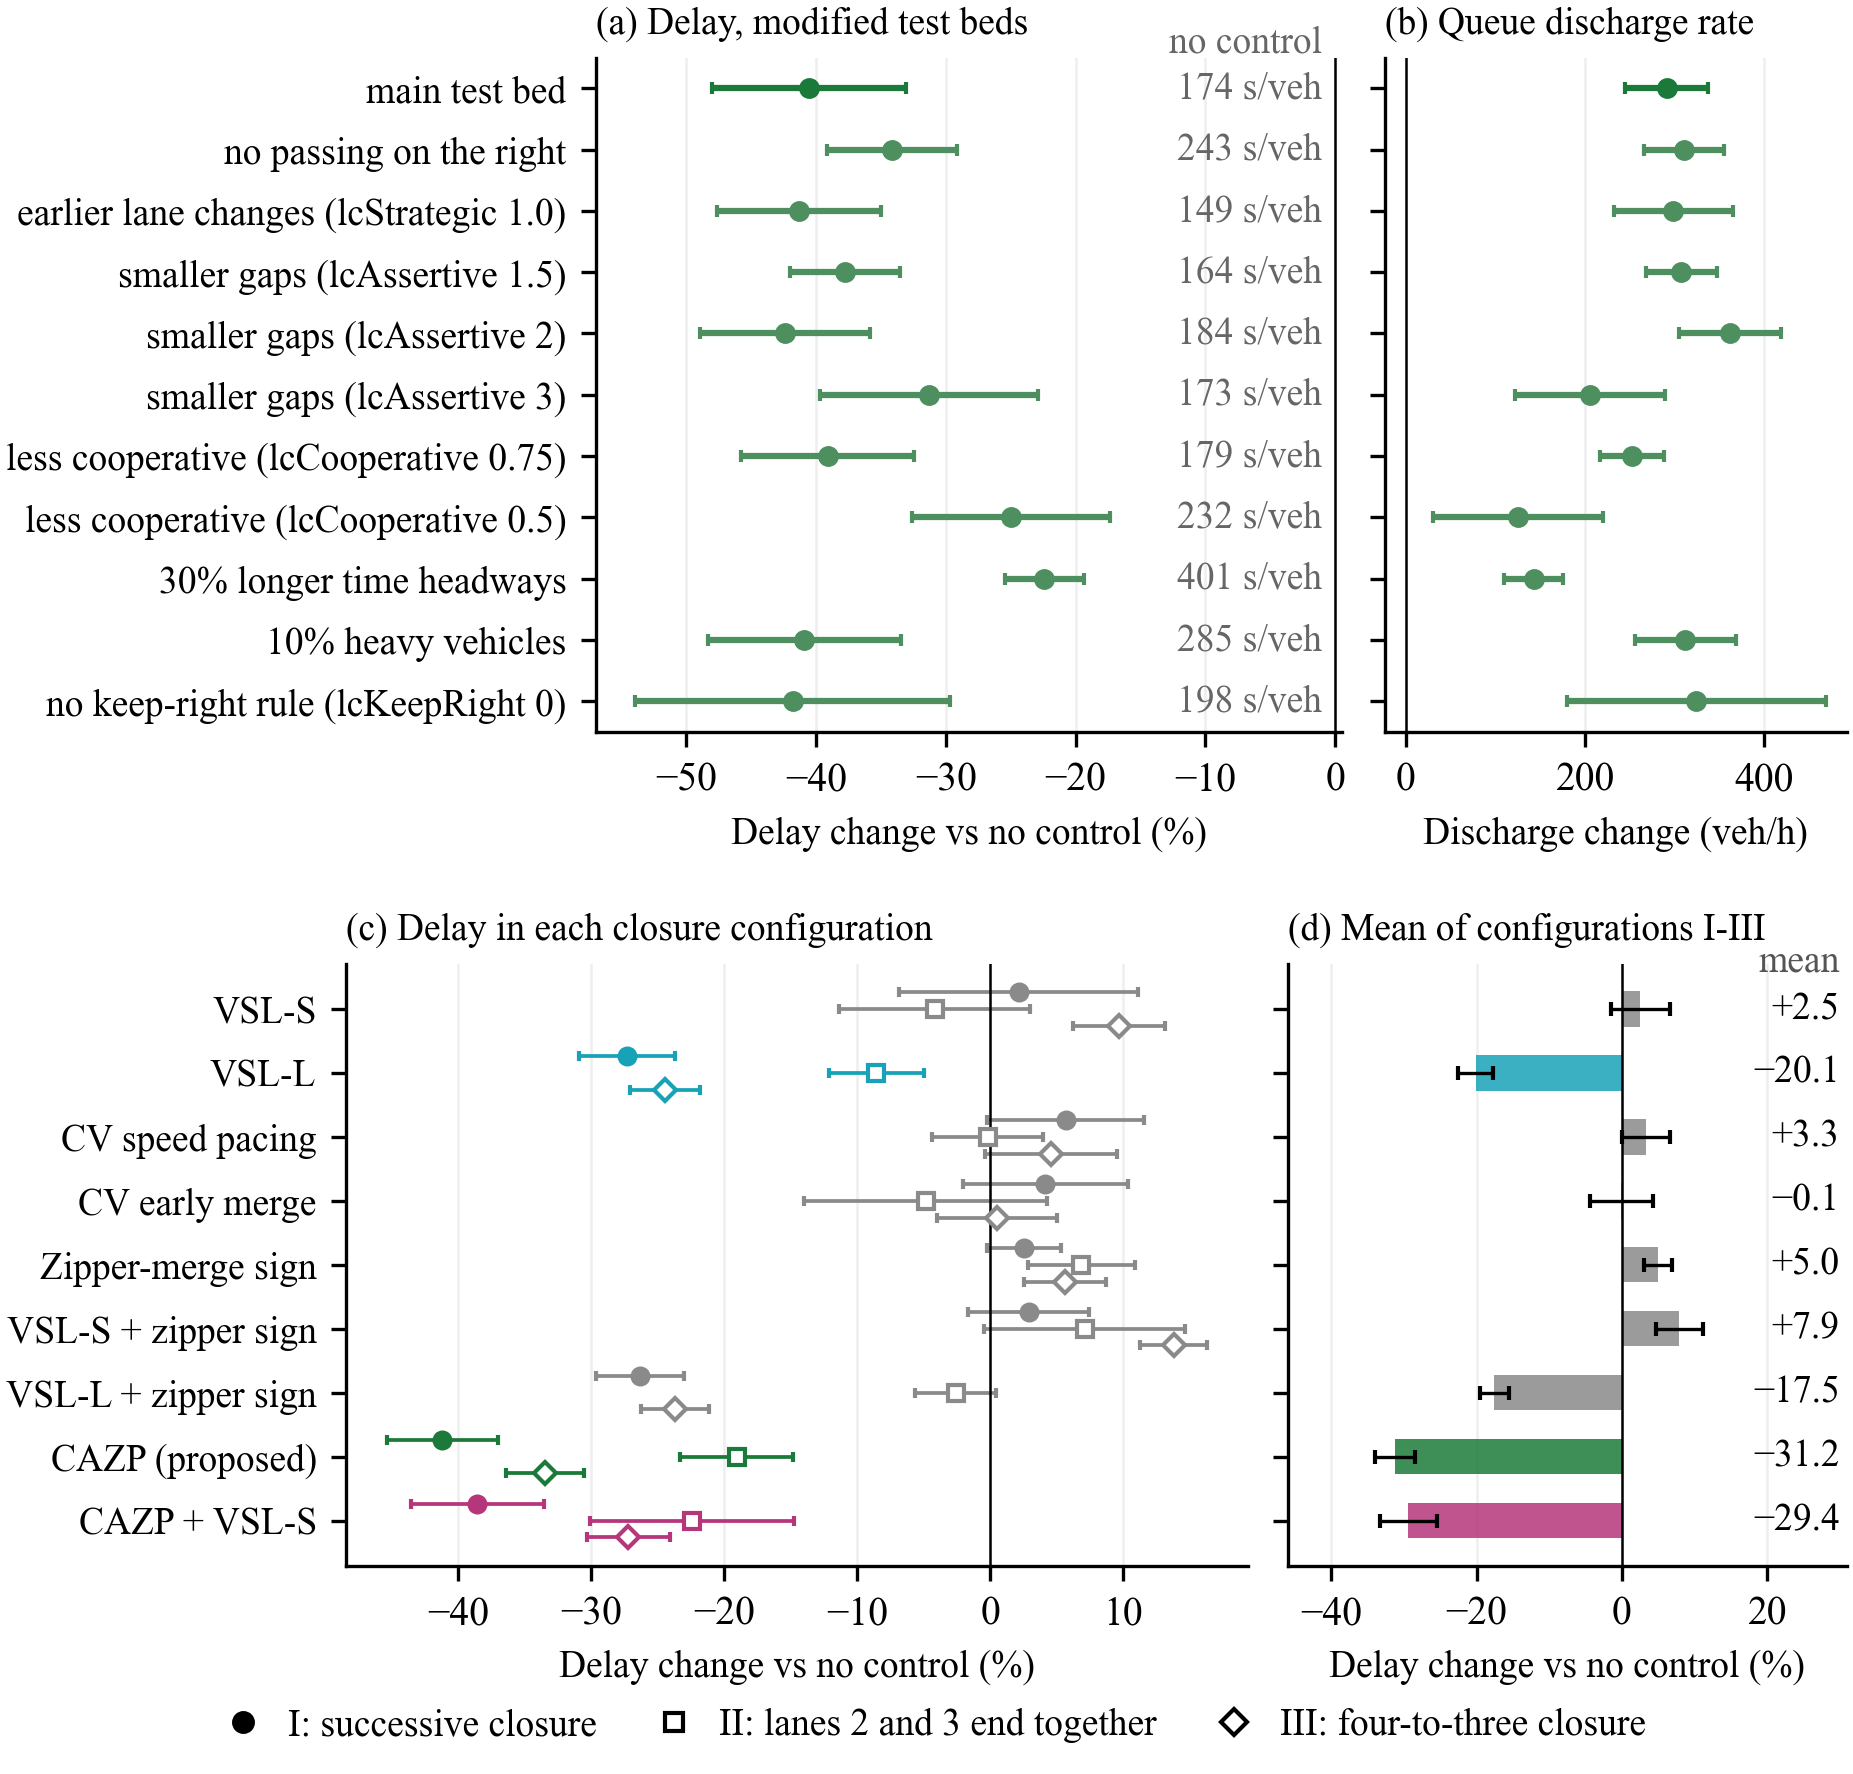 (a) Delay, modified test beds
(b) Queue discharge rate
no control
main test bed
174 s/veh
no passing on the right
243 s/veh
earlier lane changes (lcStrategic 1.0)
149 s/veh
smaller gaps (lcAssertive 1.5)
164 s/veh
smaller gaps (lcAssertive 2)
184 s/veh
smaller gaps (lcAssertive 3)
173 s/veh
less cooperative (lcCooperative 0.75)
179 s/veh
less cooperative (lcCooperative 0.5)
232 s/veh
30% longer time headways
401 s/veh
10% heavy vehicles
285 s/veh
no keep-right rule (lcKeepRight 0)
198 s/veh
−50 −40 −30 −20 −10 0
0 200 400
Delay change vs no control (%)
Discharge change (veh/h)
(c) Delay in each closure configuration
(d) Mean of configurations I-III
mean
VSL-S
+2.5
VSL-L
−20.1
CV speed pacing
+3.3
CV early merge
−0.1
Zipper-merge sign
+5.0
VSL-S + zipper sign
+7.9
VSL-L + zipper sign
−17.5
CAZP (proposed)
−31.2
CAZP + VSL-S
−29.4
−40 −30 −20 −10 0 10
−40 −20 0 20
Delay change vs no control (%)
Delay change vs no control (%)
I: successive closure
II: lanes 2 and 3 end together
III: four-to-three closure